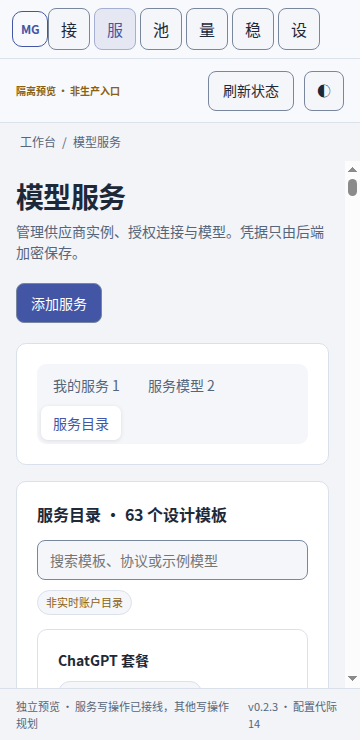 MG 接 服 池 量 稳 设
隔离预览 · 非生产入口 刷新状态
工作台 / 模型服务
模型服务
管理供应商实例、授权连接与模型。凭据只由后端
加密保存。
添加服务
我的服务 1 服务模型 2
服务目录
服务目录 · 63 个设计模板
搜索模板、协议或示例模型
非实时账户目录
ChatGPT 套餐
独立预览 · 服务写操作已接线，其他写操作
规划
v0.2.3 · 配置代际
14